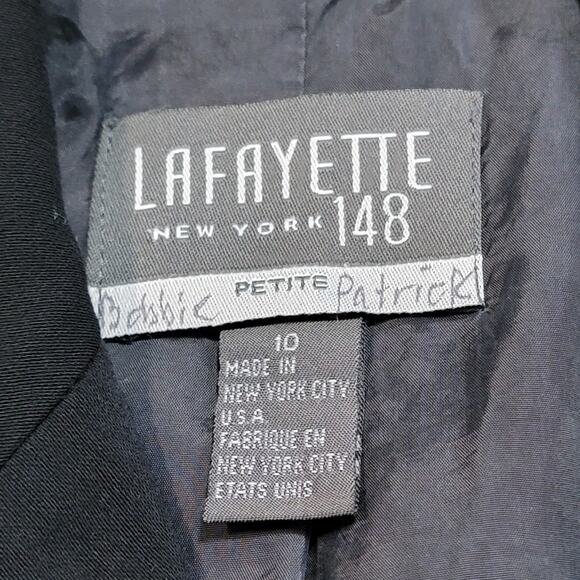 LAFAYETTE
NEW YORK 148
Bobbie PETITE Patrick
10
MADE IN
NEW YORK CITY
U.S.A
FABRIQUE EN
NEW YORK CITY
ETATS UNIS